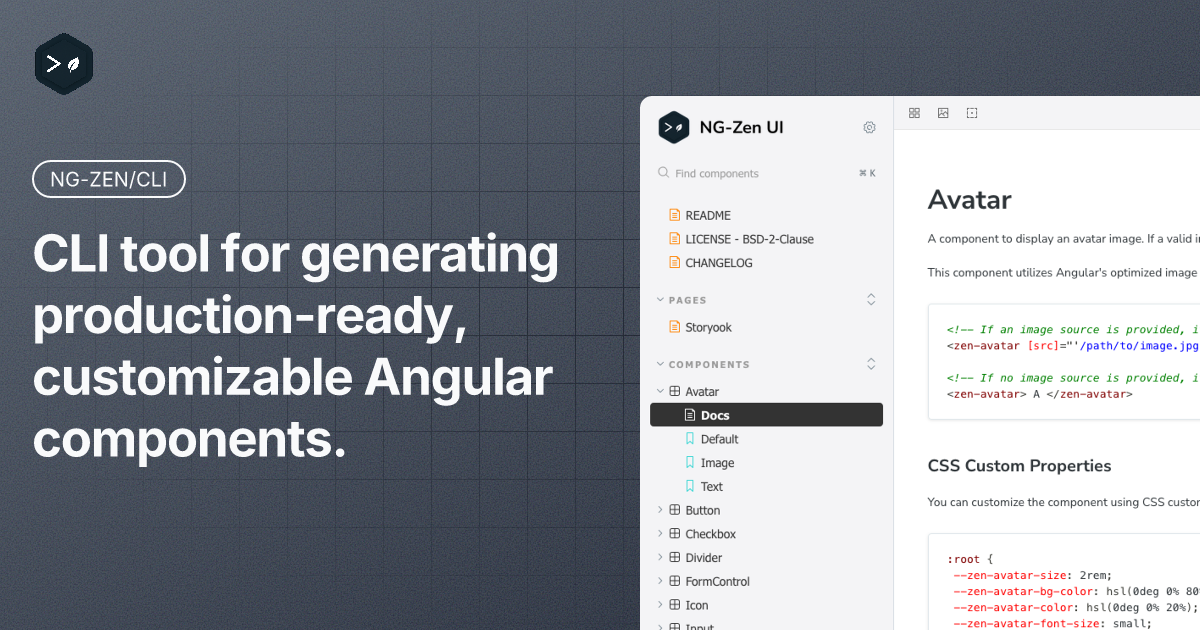 NG-ZEN/CLI
CLI tool for generating
production-ready,
customizable Angular
components.
NG-Zen UI
Find components
⌘ K
README
LICENSE - BSD-2-Clause
CHANGELOG
PAGES
Storyook
COMPONENTS
Avatar
Docs
Default
Image
Text
Button
Checkbox
Divider
FormControl
Icon
Input
Avatar
A component to display an avatar image. If a valid
This component utilizes Angular's optimized image
<!-- If an image source is provided,
<zen-avatar [src]="'/path/to/image.jpg
<!-- If no image source is provided,
<zen-avatar> A </zen-avatar>
CSS Custom Properties
You can customize the component using CSS
:root {
--zen-avatar-size: 2rem;
--zen-avatar-bg-color: hsl(0deg 0% 80%
--zen-avatar-color: hsl(0deg 0% 20%);
--zen-avatar-font-size: small;